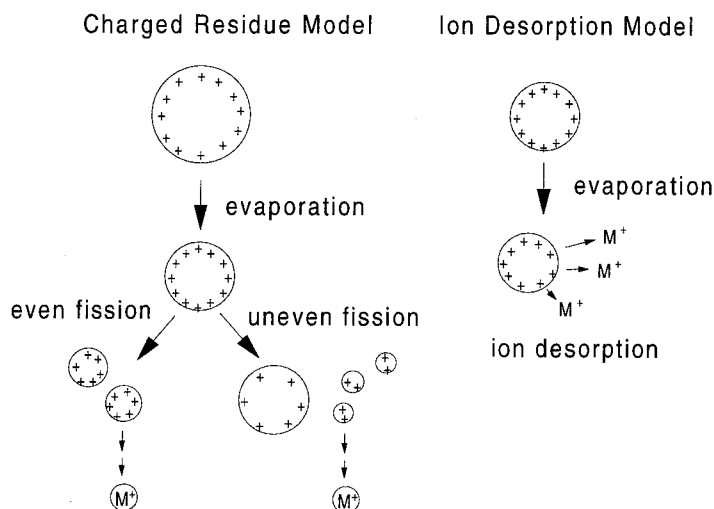 Charged Residue Model
Ion Desorption Model
evaporation
evaporation
M⁺
M⁺
M⁺
even fission
uneven fission
ion desorption
M⁺
M⁺